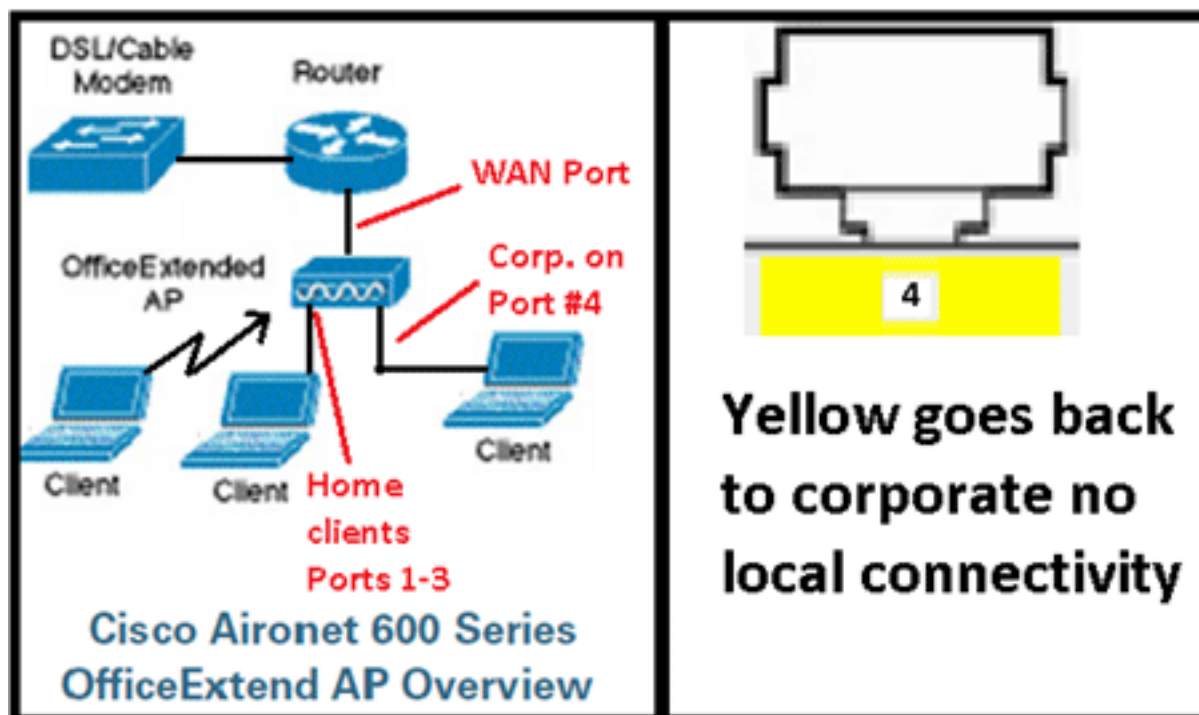 DSL/Cable
Modem
Router
WAN Port
OfficeExtended
AP
Corp. on
Port #4
Client
Client
Client
Home
clients
Ports 1-3
Cisco Aironet 600 Series
OfficeExtend AP Overview
4
Yellow goes back
to corporate no
local connectivity